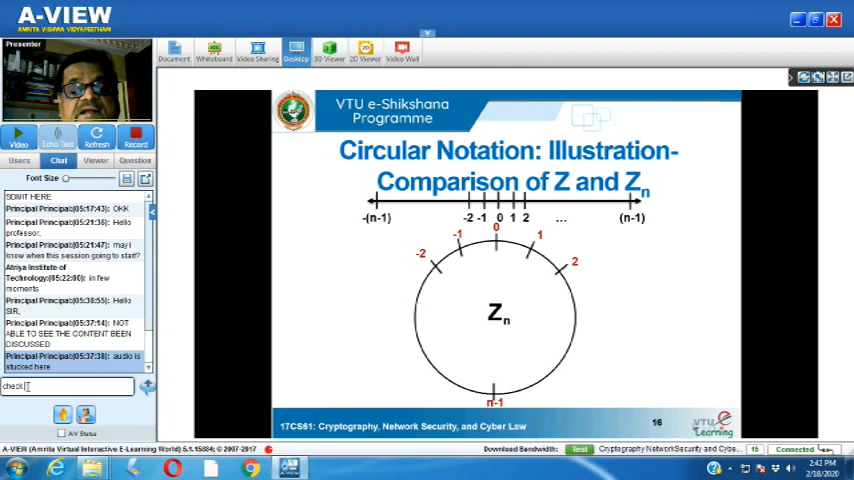 A-VIEW
AMRITA VISHWA VIDYAPEETHAM
Presenter
Document
Whiteboard
Video Sharing
Desktop
3D Viewer
2D Viewer
Video Wall
Video
Echo Test
Refresh
Record
Users
Chat
Viewer
Question
Font Size
SDMIT HERE
Principal Principal(05:17:43): OKK
Principal Principal(05:21:36): Hello
professor,
Principal Principal(05:21:47): may i
know when this session going to start?
Atriya Institute of
Technology:(05:22:00): in few
moments
Principal Principal(05:36:55): Hello
SIR,
Principal Principal(05:37:14): NOT
ABLE TO SEE THE CONTENT BEEN
DISCUSSED
Principal Principal(05:37:38): audio is
stucked here
check
A/V Status
VTU e-Shikshana
Programme
Circular Notation: Illustration-
Comparison of Z and Zn
-(n-1) -2 -1 0 1 2 ... (n-1)
-2 -1 0 1 2
Zn
n-1
17CS61: Cryptography, Network Security, and Cyber Law
16
VTU e
Learning
A-VIEW (Amrita Virtual Interactive E-Learning World) 5.1.15884; © 2007-2017
Download Bandwidth:
Test
Cryptography NetworkSecurity and Cybe...
15
Connected
2:42 PM
2/18/2020